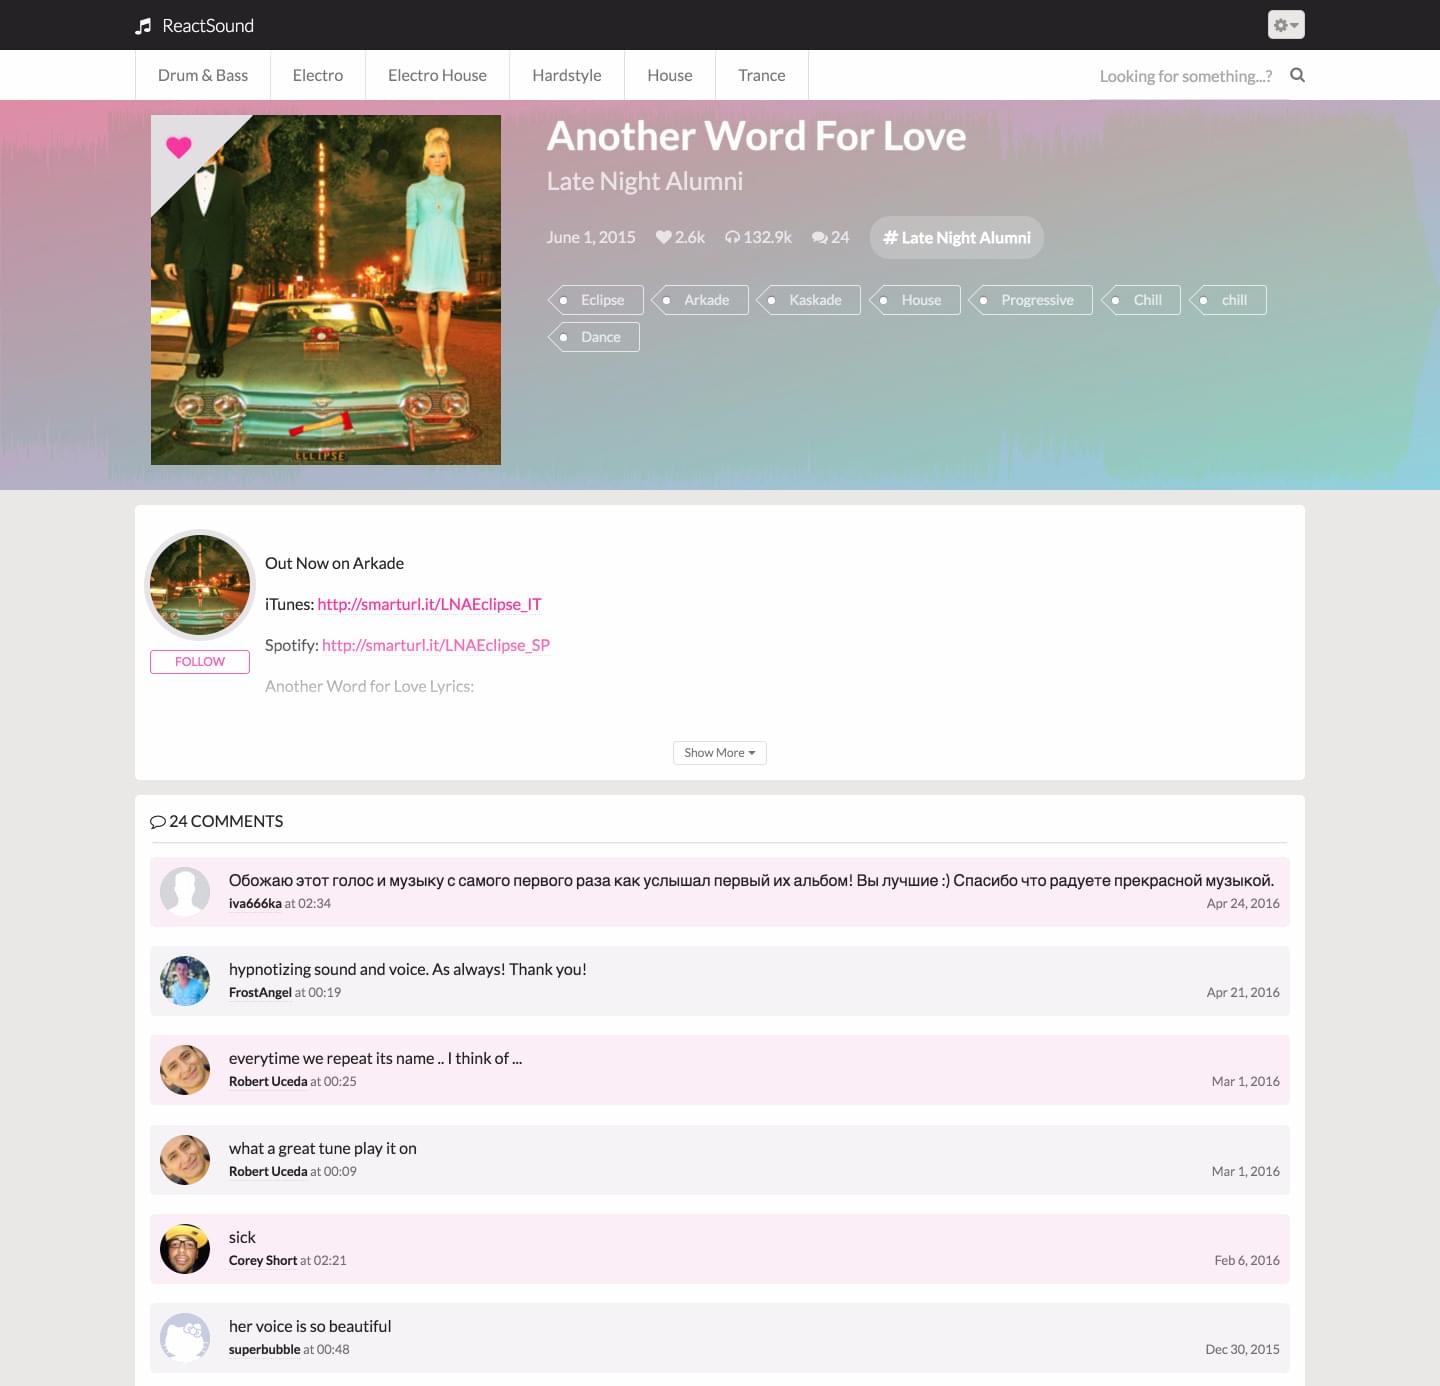 ReactSound
Drum & Bass
Electro
Electro House
Hardstyle
House
Trance
Looking for something...?
LATE NIGHT ALUMNI
ECLIPSE
Another Word For Love
Late Night Alumni
June 1, 2015 2.6k 132.9k 24 # Late Night Alumni
Eclipse Arkade Kaskade House Progressive Chill chill
Dance
FOLLOW
Out Now on Arkade
iTunes: http://smarturl.it/LNAEclipse_IT
Spotify: http://smarturl.it/LNAEclipse_SP
Another Word for Love Lyrics:
Show More
24 COMMENTS
Обожаю этот голос и музыку с самого первого раза как услышал первый их альбом! Вы лучшие :) Спасибо что радуете прекрасной музыкой.
iva666ka at 02:34 Apr 24, 2016
hypnotizing sound and voice. As always! Thank you!
FrostAngel at 00:19 Apr 21, 2016
everytime we repeat its name .. I think of ...
Robert Uceda at 00:25 Mar 1, 2016
what a great tune play it on
Robert Uceda at 00:09 Mar 1, 2016
sick
Corey Short at 02:21 Feb 6, 2016
her voice is so beautiful
superbubble at 00:48 Dec 30, 2015